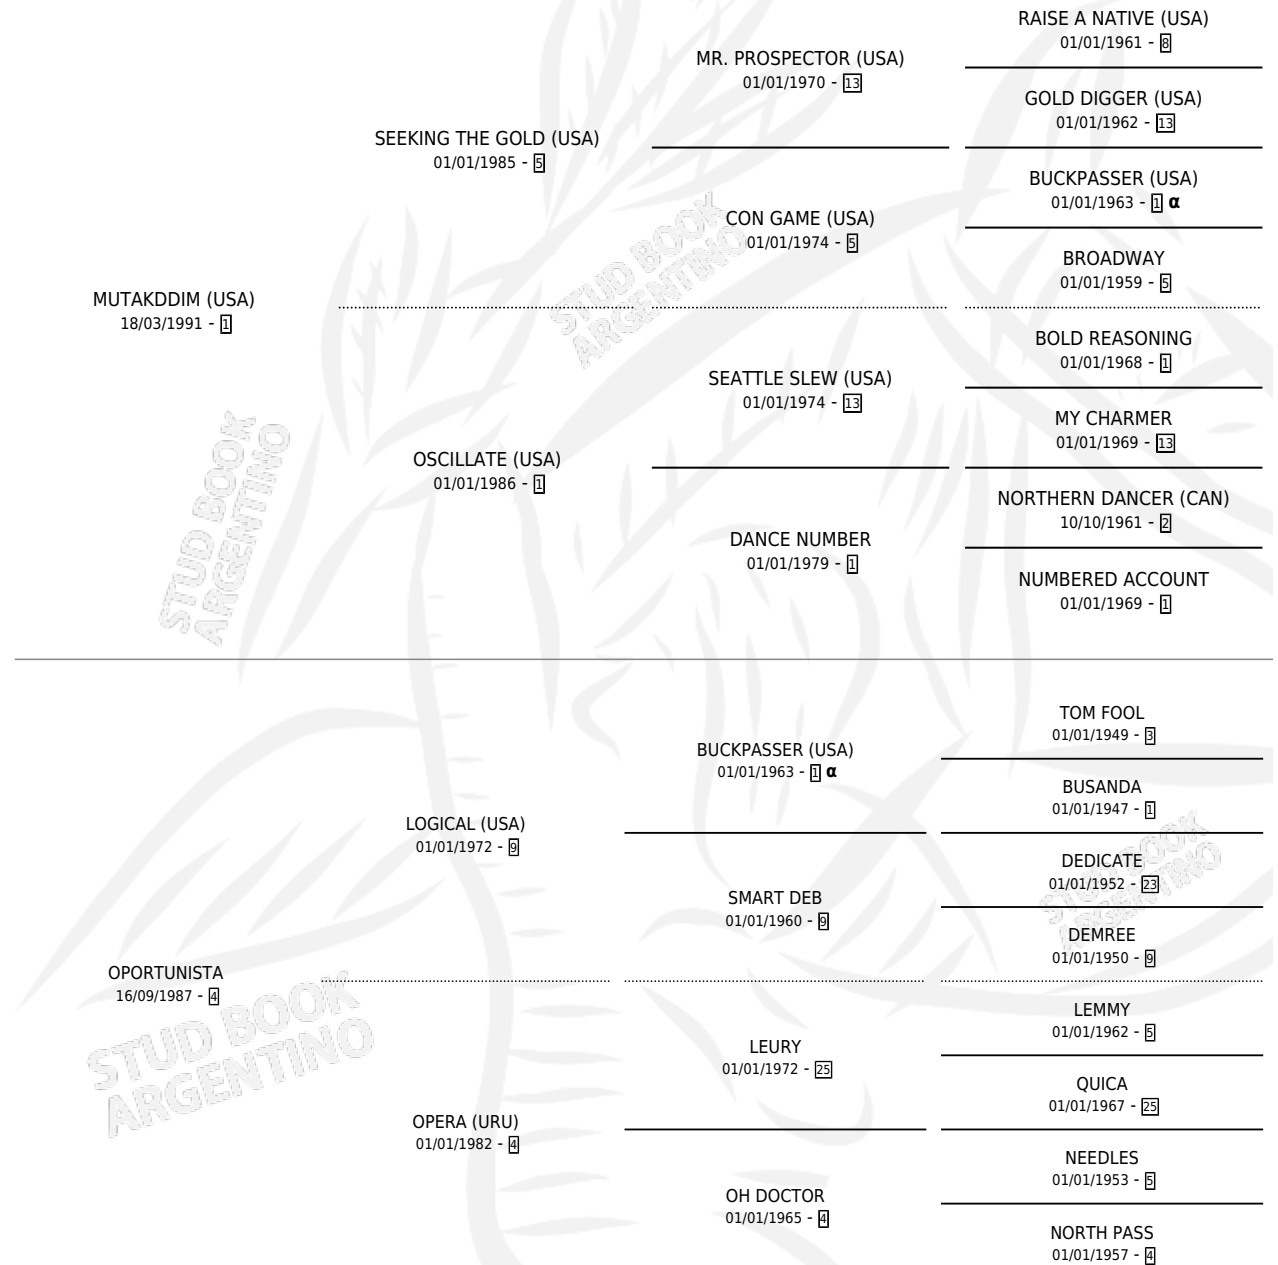 RAISE A NATIVE (USA)
01/01/1961 - 8
MR. PROSPECTOR (USA)
01/01/1970 - 13
GOLD DIGGER (USA)
01/01/1962 - 13
SEEKING THE GOLD (USA)
01/01/1985 - 5
BUCKPASSER (USA)
01/01/1963 - 1 α
CON GAME (USA)
01/01/1974 - 5
BROADWAY
01/01/1959 - 5
MUTAKDDIM (USA)
18/03/1991 - 1
BOLD REASONING
01/01/1968 - 1
SEATTLE SLEW (USA)
01/01/1974 - 13
MY CHARMER
01/01/1969 - 13
OSCILLATE (USA)
01/01/1986 - 1
NORTHERN DANCER (CAN)
10/10/1961 - 2
DANCE NUMBER
01/01/1979 - 1
NUMBERED ACCOUNT
01/01/1969 - 1
TOM FOOL
01/01/1949 - 3
BUCKPASSER (USA)
01/01/1963 - 1 α
BUSANDA
01/01/1947 - 1
LOGICAL (USA)
01/01/1972 - 9
DEDICATE
01/01/1952 - 23
SMART DEB
01/01/1960 - 9
DEMREE
01/01/1950 - 9
OPORTUNISTA
16/09/1987 - 4
LEMMY
01/01/1962 - 5
LEURY
01/01/1972 - 25
QUICA
01/01/1967 - 25
OPERA (URU)
01/01/1982 - 4
NEEDLES
01/01/1953 - 5
OH DOCTOR
01/01/1965 - 4
NORTH PASS
01/01/1957 - 4
STUD BOOK
ARGENTINO
STUD BOOK
ARGENTINO
STUD BOOK
ARGENTINO
STUD BOOK
ARGENTINO